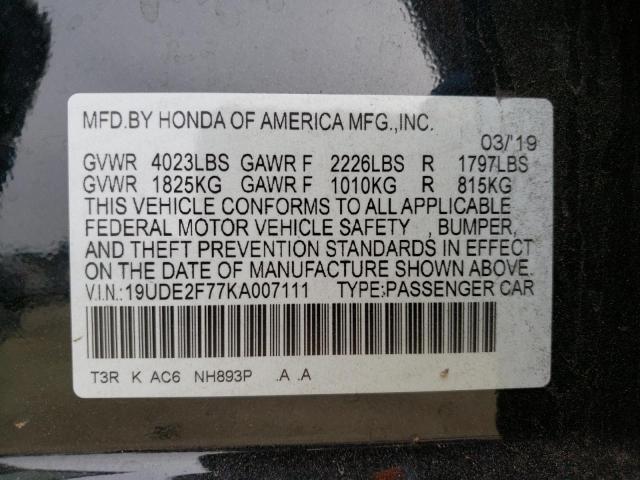 MFD.BY HONDA OF AMERICA MFG.,INC.
03/'19
GVWR 4023LBS GAWR F 2226LBS R 1797LBS
GVWR 1825KG GAWR F 1010KG R 815KG
THIS VEHICLE CONFORMS TO ALL APPLICABLE
FEDERAL MOTOR VEHICLE SAFETY , BUMPER,
AND THEFT PREVENTION STANDARDS IN EFFECT
ON THE DATE OF MANUFACTURE SHOWN ABOVE.
V.I.N.:19UDE2F77KA007111 TYPE:PASSENGER CAR
T3R K AC6 NH893P .A .A